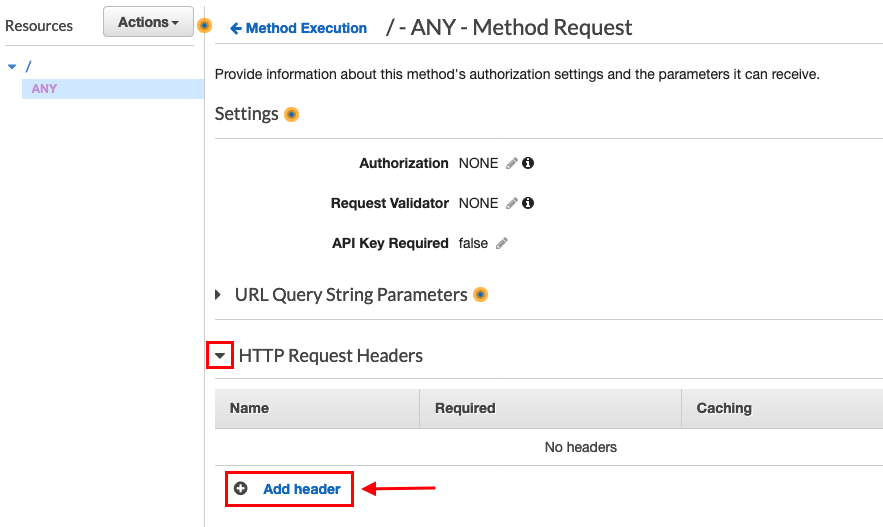 Resources
Actions
Method Execution / - ANY - Method Request
/
ANY
Provide information about this method's authorization settings and the parameters it can receive.
Settings
Authorization NONE
Request Validator NONE
API Key Required false
URL Query String Parameters
HTTP Request Headers
Name Required Caching
No headers
Add header